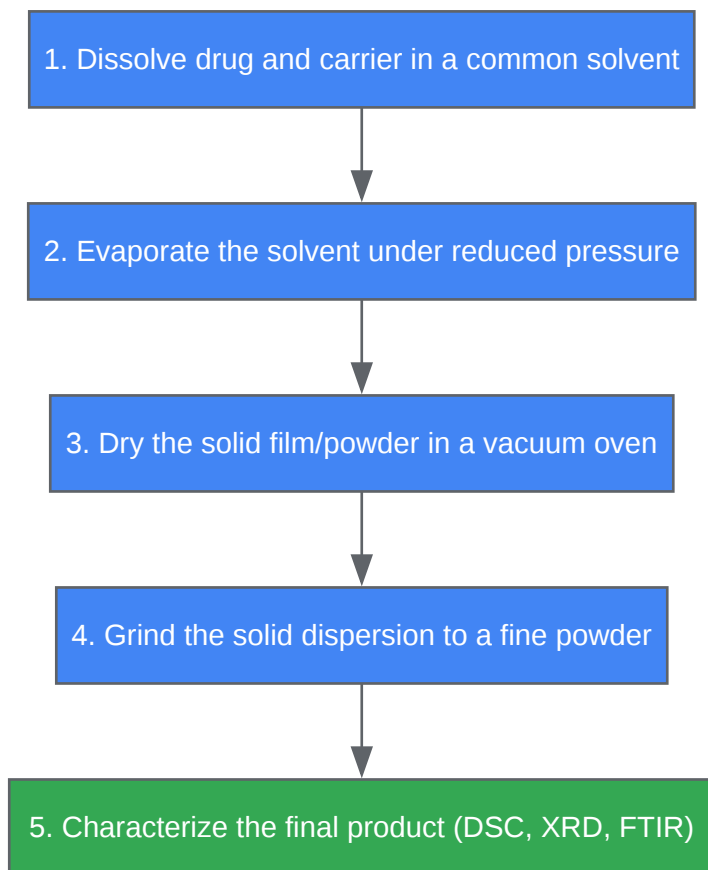 1. Dissolve drug and carrier in a common solvent
2. Evaporate the solvent under reduced pressure
3. Dry the solid film/powder in a vacuum oven
4. Grind the solid dispersion to a fine powder
5. Characterize the final product (DSC, XRD, FTIR)